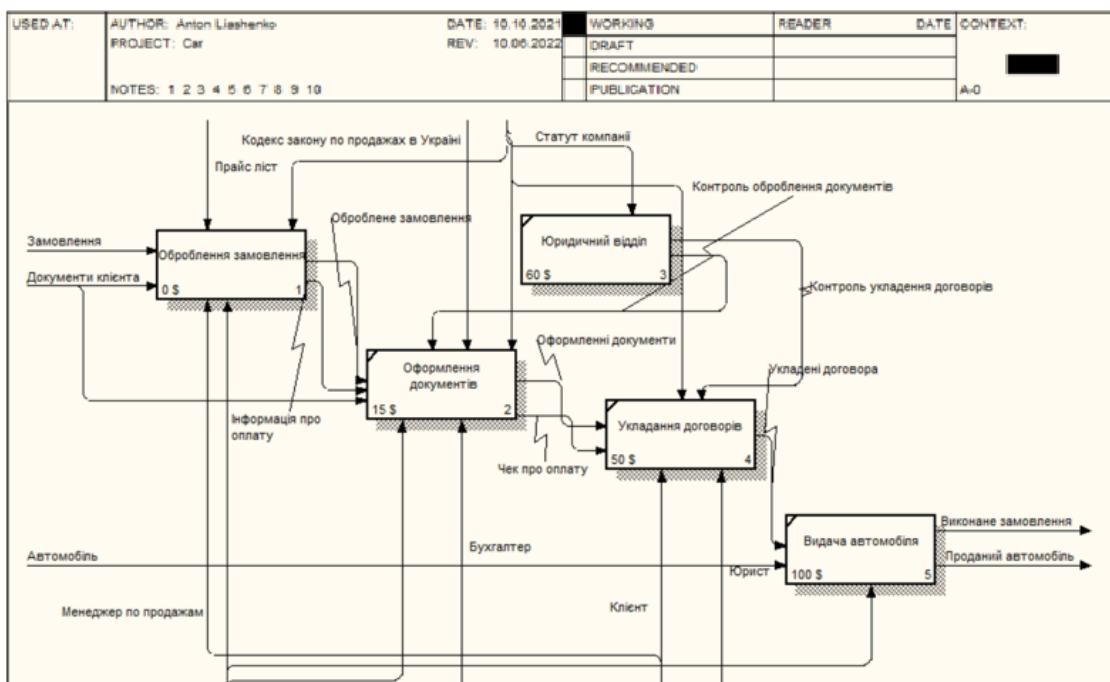 USED AT:
AUTHOR: Anton Liashenko
DATE: 10.10.2021
WORKING
READER
DATE
CONTEXT:
PROJECT: Car
REV: 10.06.2022
DRAFT
RECOMMENDED
NOTES: 1 2 3 4 5 6 7 8 9 10
PUBLICATION
A-0
Кодекс закону по продажах в Україні
Статут компанії
Прайс ліст
Контроль оброблення документів
Оброблене замовлення
Замовлення
Юридичний відділ
Оброблення замовлення
Документи клієнта
60 $
3
0 $
1
Контроль укладення договорів
Оформленні документи
Оформлення
документів
Укладені договора
15 $
2
Інформація про
оплату
Укладання договорів
50 $
4
Чек про оплату
Виконане замовлення
Видача автомобіля
Бухгалтер
Автомобіль
Проданий автомобіль
Юрист
100 $
5
Менеджер по продажам
Клієнт